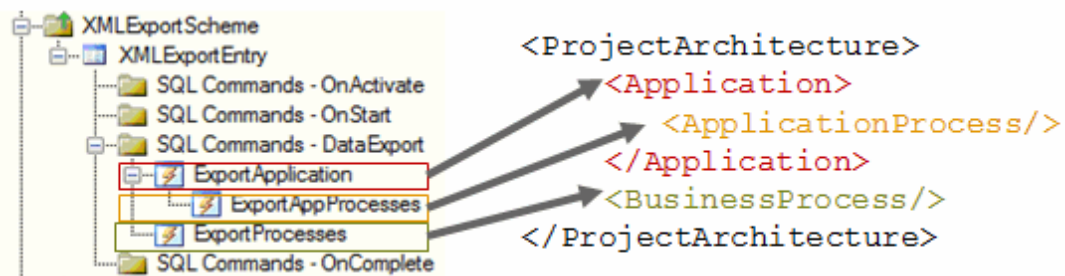 XMLExportScheme
XMLExportEntry
SQL Commands - OnActivate
SQL Commands - OnStart
SQL Commands - DataExport
ExportApplication
ExportAppProcesses
ExportProcesses
SQL Commands - OnComplete
<ProjectArchitecture>
<Application>
<ApplicationProcess/>
</Application>
<BusinessProcess/>
</ProjectArchitecture>